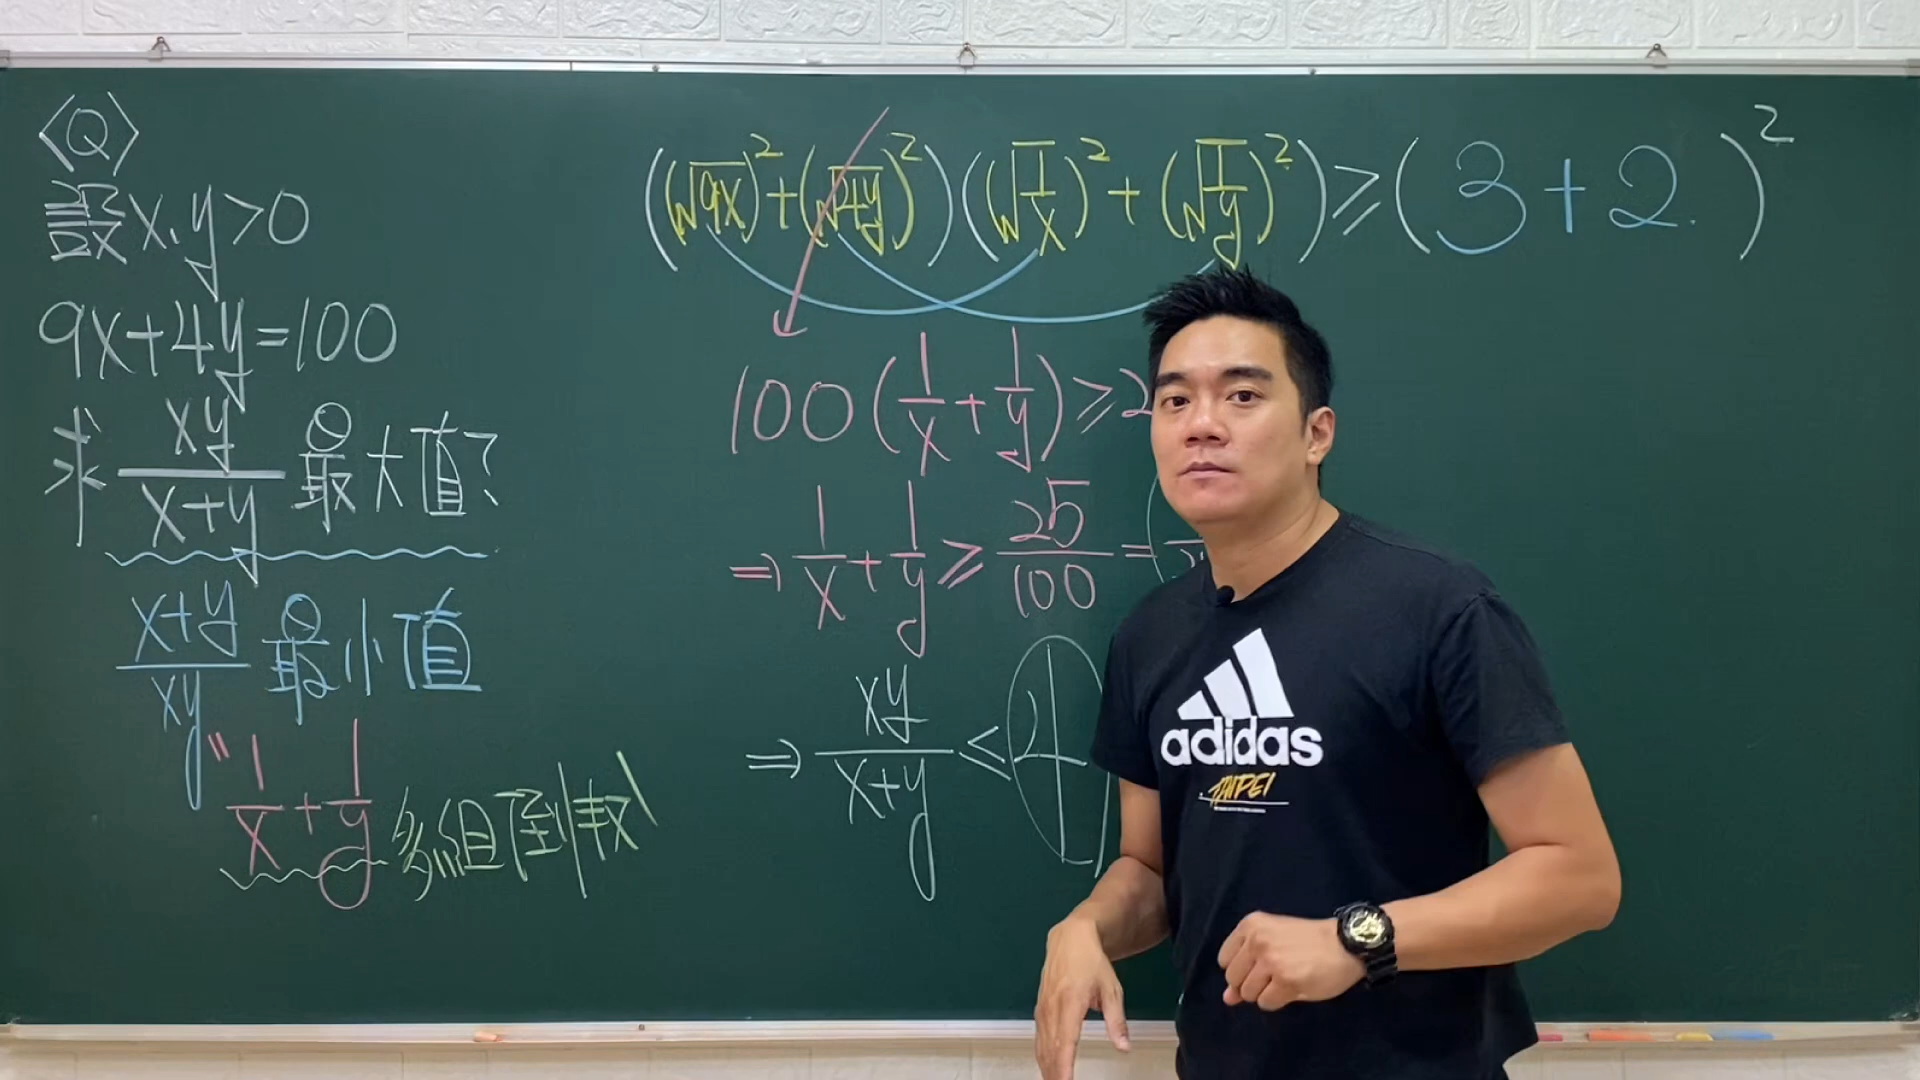 〈Q〉
設x、y>0
9x+4y=100
求 xy/(x+y) 最大值?
(x+y)/(xy) 最小值
" 1/x + 1/y 多組倒數
((√9x)²+(√4y)²)((√1/x)²+(√1/y)²)≥(3+2)²
100(1/x+1/y)≥2
⇒ 1/x+1/y ≥ 25/100 =
⇒ xy/(x+y) < 4
adidas
TAIPEI